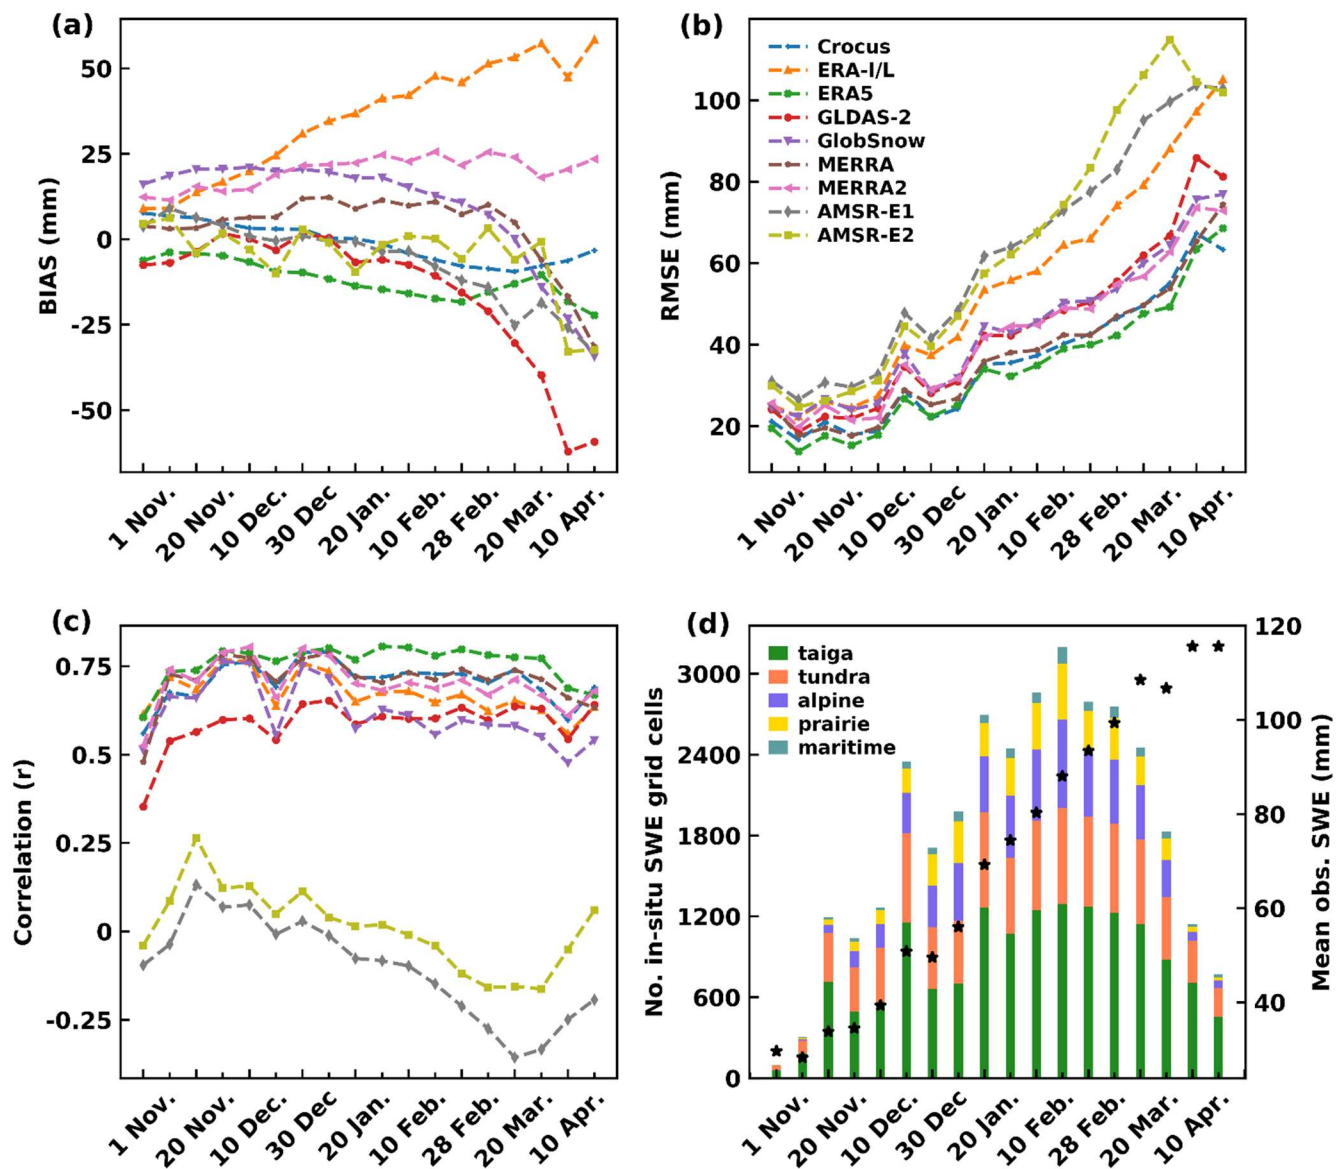 (a)
BIAS (mm)
50
25
0
-25
-50
1 Nov.
20 Nov.
10 Dec.
30 Dec
20 Jan.
10 Feb.
28 Feb.
20 Mar.
10 Apr.
(b)
RMSE (mm)
100
80
60
40
20
Crocus
ERA-I/L
ERA5
GLDAS-2
GlobSnow
MERRA
MERRA2
AMSR-E1
AMSR-E2
1 Nov.
20 Nov.
10 Dec.
30 Dec
20 Jan.
10 Feb.
28 Feb.
20 Mar.
10 Apr.
(c)
Correlation (r)
0.75
0.5
0.25
0
-0.25
1 Nov.
20 Nov.
10 Dec.
30 Dec
20 Jan.
10 Feb.
28 Feb.
20 Mar.
10 Apr.
(d)
No. in-situ SWE grid cells
3000
2400
1800
1200
600
0
taiga
tundra
alpine
prairie
maritime
120
100
80
60
40
Mean obs. SWE (mm)
1 Nov.
20 Nov.
10 Dec.
30 Dec
20 Jan.
10 Feb.
28 Feb.
20 Mar.
10 Apr.